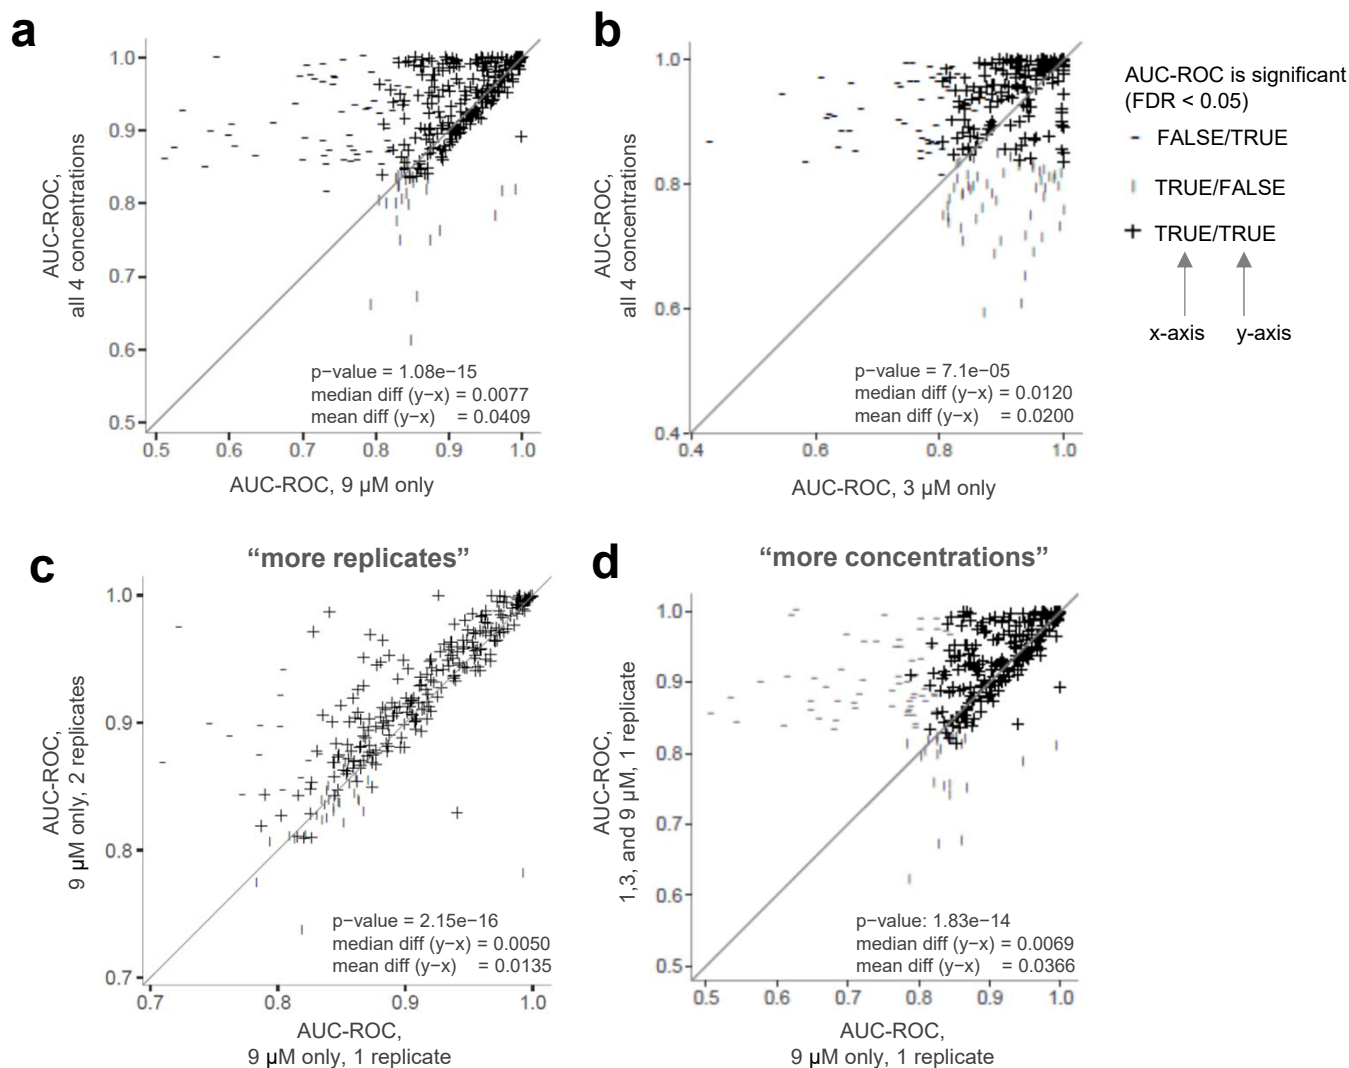 a
1.0
0.9
0.8
0.7
0.6
0.5
AUC-ROC,
all 4 concentrations
p−value = 1.08e−15
median diff (y−x) = 0.0077
mean diff (y−x) = 0.0409
0.5 0.6 0.7 0.8 0.9 1.0
AUC-ROC, 9 µM only
b
1.0
0.8
0.6
0.4
AUC-ROC,
all 4 concentrations
p−value = 7.1e−05
median diff (y−x) = 0.0120
mean diff (y−x) = 0.0200
0.4 0.6 0.8 1.0
AUC-ROC, 3 µM only
AUC-ROC is significant
(FDR < 0.05)
FALSE/TRUE
TRUE/FALSE
TRUE/TRUE
x-axis y-axis
c
“more replicates”
1.0
0.9
0.8
0.7
AUC-ROC,
9 µM only, 2 replicates
p−value = 2.15e−16
median diff (y−x) = 0.0050
mean diff (y−x) = 0.0135
0.7 0.8 0.9 1.0
AUC-ROC,
9 µM only, 1 replicate
d
“more concentrations”
1.0
0.9
0.8
0.7
0.6
0.5
AUC-ROC,
1,3, and 9 µM, 1 replicate
p−value: 1.83e−14
median diff (y−x) = 0.0069
mean diff (y−x) = 0.0366
0.5 0.6 0.7 0.8 0.9 1.0
AUC-ROC,
9 µM only, 1 replicate